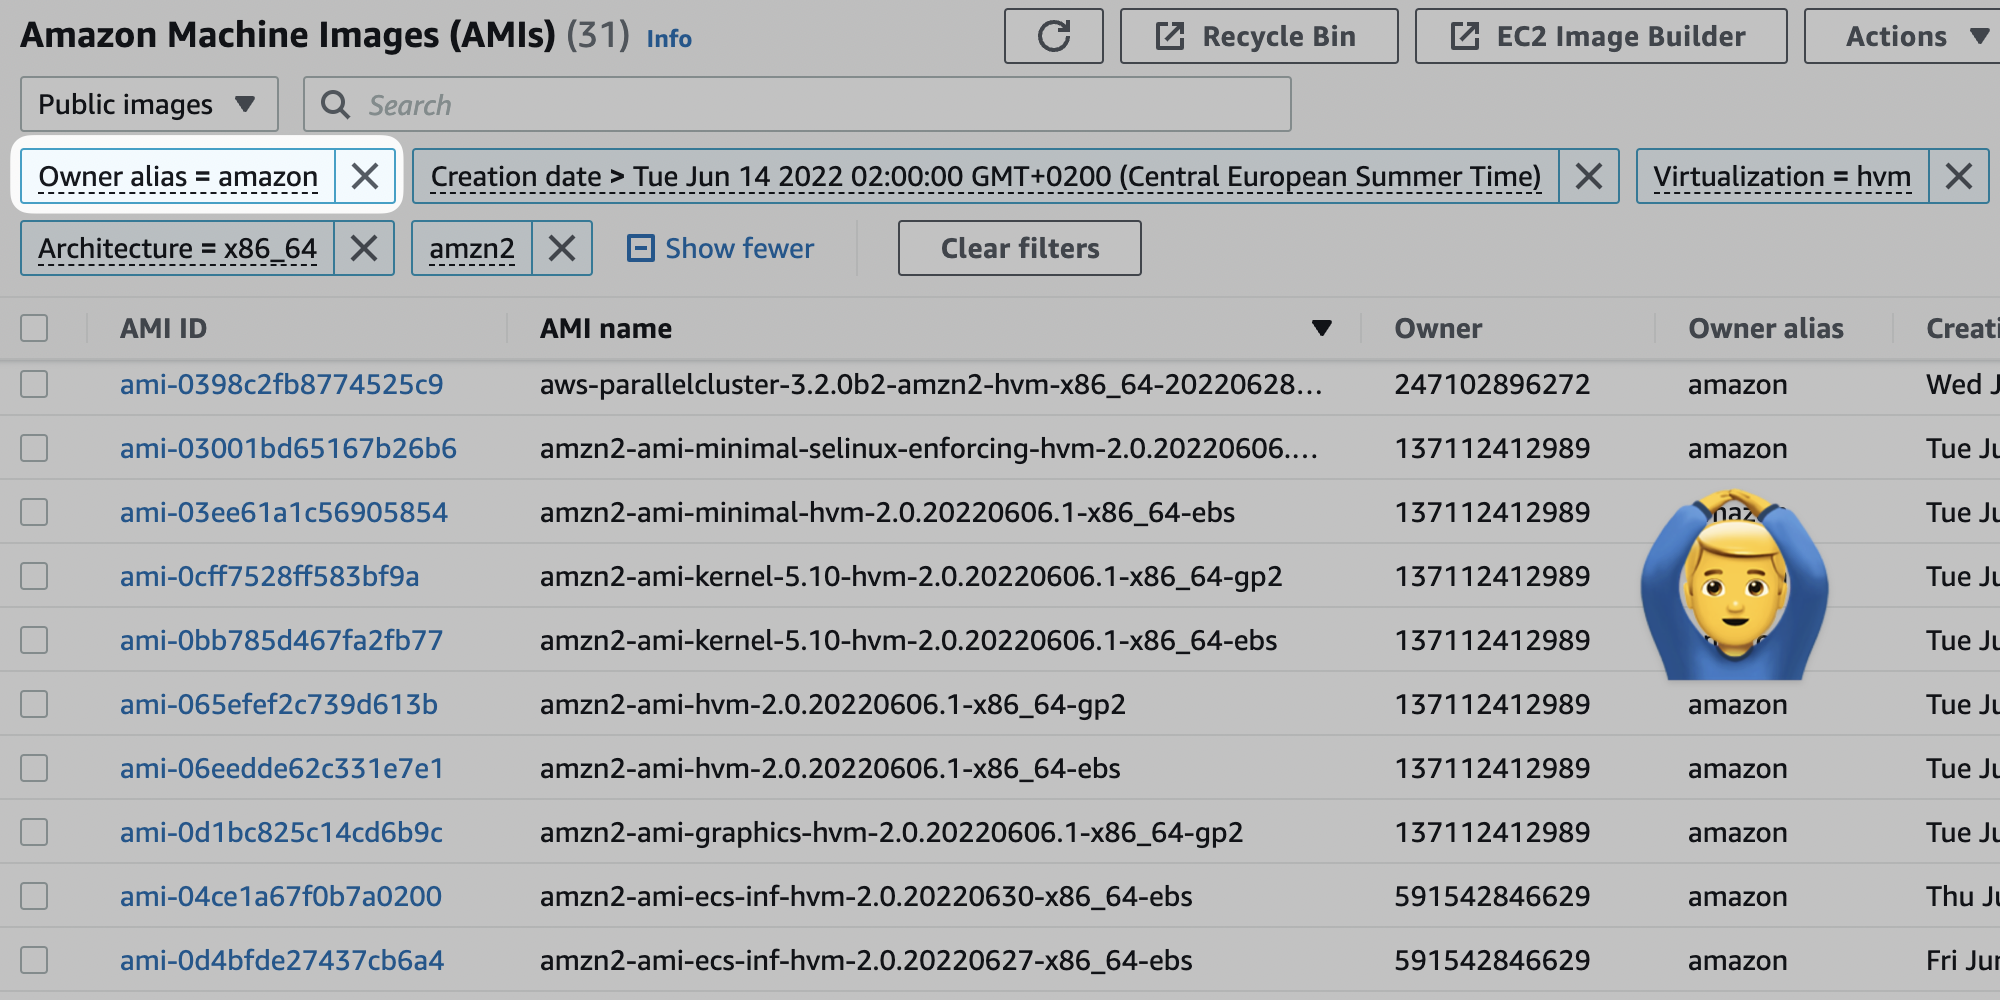 Amazon Machine Images (AMIs) (31) Info Recycle Bin EC2 Image Builder Actions
Public images Search
Owner alias = amazon Creation date > Tue Jun 14 2022 02:00:00 GMT+0200 (Central European Summer Time) Virtualization = hvm
Architecture = x86_64 amzn2 Show fewer Clear filters
AMI ID AMI name Owner Owner alias Creati
ami-0398c2fb8774525c9 aws-parallelcluster-3.2.0b2-amzn2-hvm-x86_64-20220628... 247102896272 amazon Wed J
ami-03001bd65167b26b6 amzn2-ami-minimal-selinux-enforcing-hvm-2.0.20220606.... 137112412989 amazon Tue Ju
ami-03ee61a1c56905854 amzn2-ami-minimal-hvm-2.0.20220606.1-x86_64-ebs 137112412989 Tue Ju
ami-0cff7528ff583bf9a amzn2-ami-kernel-5.10-hvm-2.0.20220606.1-x86_64-gp2 137112412989 Tue Ju
ami-0bb785d467fa2fb77 amzn2-ami-kernel-5.10-hvm-2.0.20220606.1-x86_64-ebs 137112412989 Tue Ju
ami-065efef2c739d613b amzn2-ami-hvm-2.0.20220606.1-x86_64-gp2 137112412989 amazon Tue Ju
ami-06eedde62c331e7e1 amzn2-ami-hvm-2.0.20220606.1-x86_64-ebs 137112412989 amazon Tue Ju
ami-0d1bc825c14cd6b9c amzn2-ami-graphics-hvm-2.0.20220606.1-x86_64-gp2 137112412989 amazon Tue Ju
ami-04ce1a67f0b7a0200 amzn2-ami-ecs-inf-hvm-2.0.20220630-x86_64-ebs 591542846629 amazon Thu Ju
ami-0d4bfde27437cb6a4 amzn2-ami-ecs-inf-hvm-2.0.20220627-x86_64-ebs 591542846629 amazon Fri Jun